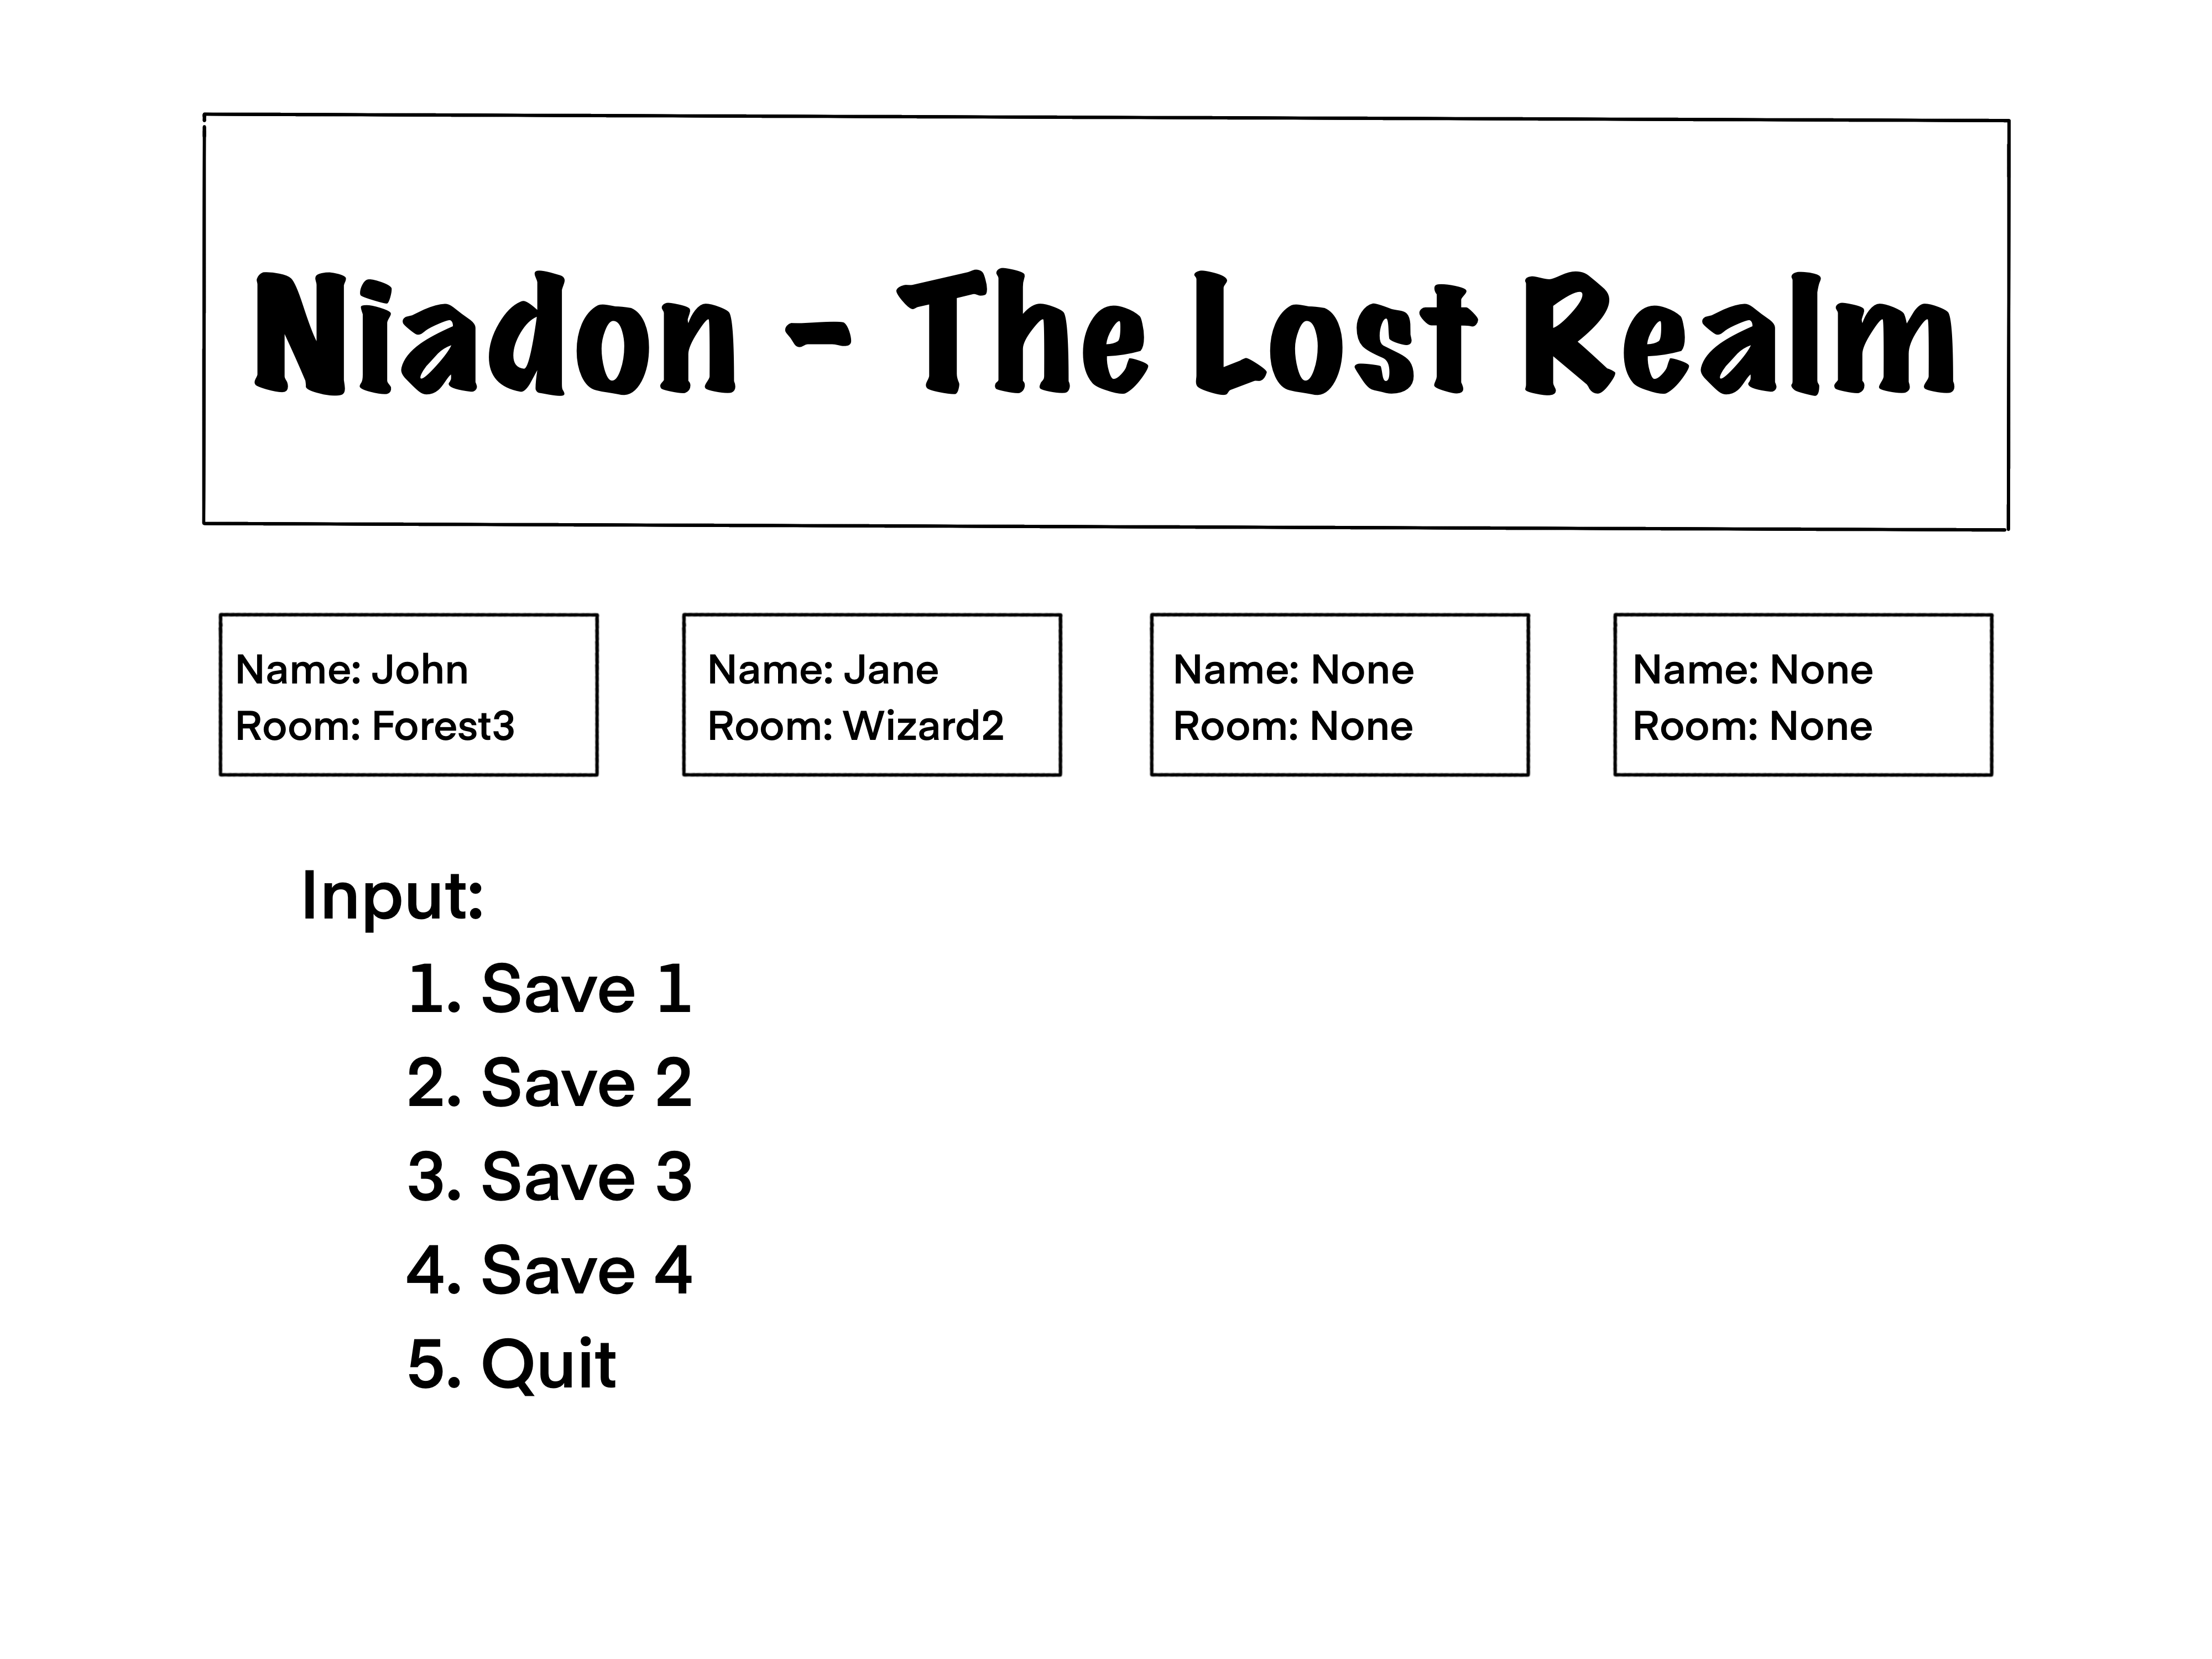 Niadon - The Lost Realm
Name: John
Room: Forest3
Name: Jane
Room: Wizard2
Name: None
Room: None
Name: None
Room: None
Input:
1. Save 1
2. Save 2
3. Save 3
4. Save 4
5. Quit